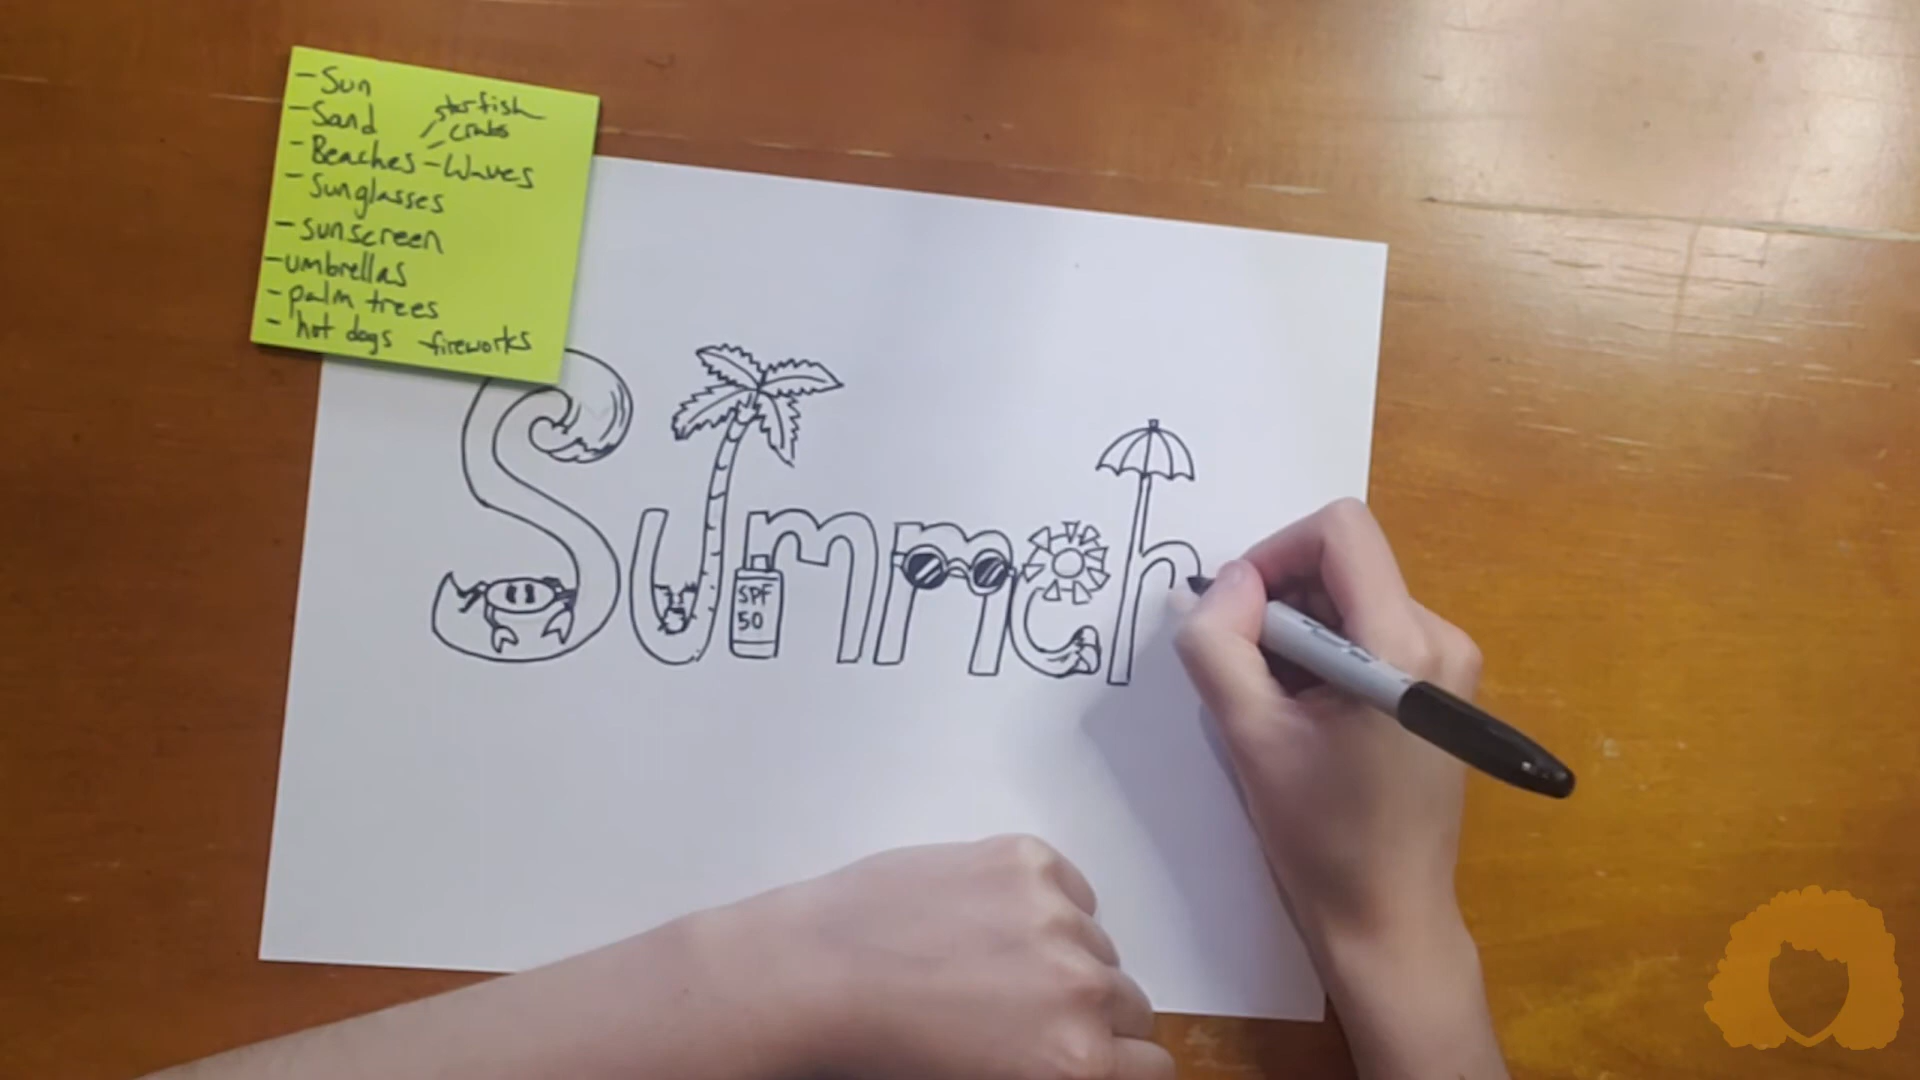 - Sun
- Sand
starfish
crabs
- Beaches - Waves
- Sunglasses
- sunscreen
- umbrellas
- palm trees
- hot dogs fireworks
Summer
SPF
50